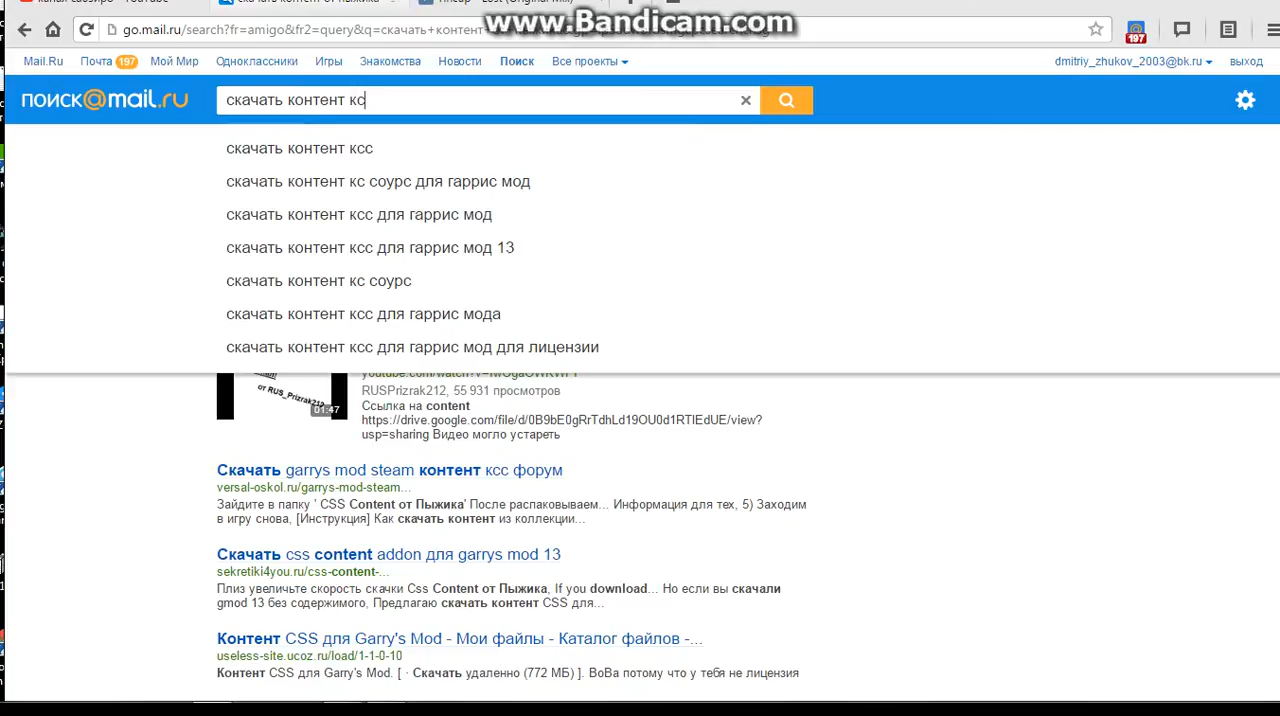 www.Bandicam.com
go.mail.ru/search?fr=amigo&fr2=query&q=скачать+контент
197
Mail.Ru Почта 197 Мой Мир Одноклассники Игры Знакомства Новости Поиск Все проекты dmitriy_zhukov_2003@bk.ru выход
поиск@mail.ru скачать контент кс
скачать контент ксс
скачать контент кс соурс для гаррис мод
скачать контент ксс для гаррис мод
скачать контент ксс для гаррис мод 13
скачать контент кс соурс
скачать контент ксс для гаррис мода
скачать контент ксс для гаррис мод для лицензии
RUSPrizrak212, 55 931 просмотров
от RUS_Prizrak212
01:47
Ссылка на content
https://drive.google.com/file/d/0B9bE0gRrTdhLd19OU0d1RTlEdUE/view?
usp=sharing Видео могло устареть
Скачать garrys mod steam контент ксс форум
versal-oskol.ru/garrys-mod-steam...
Зайдите в папку ' CSS Content от Пыжика' После распаковываем... Информация для тех, 5) Заходим
в игру снова, [Инструкция] Как скачать контент из коллекции...
Скачать css content addon для garrys mod 13
sekretiki4you.ru/css-content-...
Плиз увеличьте скорость скачки Css Content от Пыжика, If you download... Но если вы скачали
gmod 13 без содержимого, Предлагаю скачать контент CSS для...
Контент CSS для Garry's Mod - Мои файлы - Каталог файлов -...
useless-site.ucoz.ru/load/1-1-0-10
Контент CSS для Garry's Mod. [ · Скачать удаленно (772 МБ) ]. ВоВа потому что у тебя не лицензия